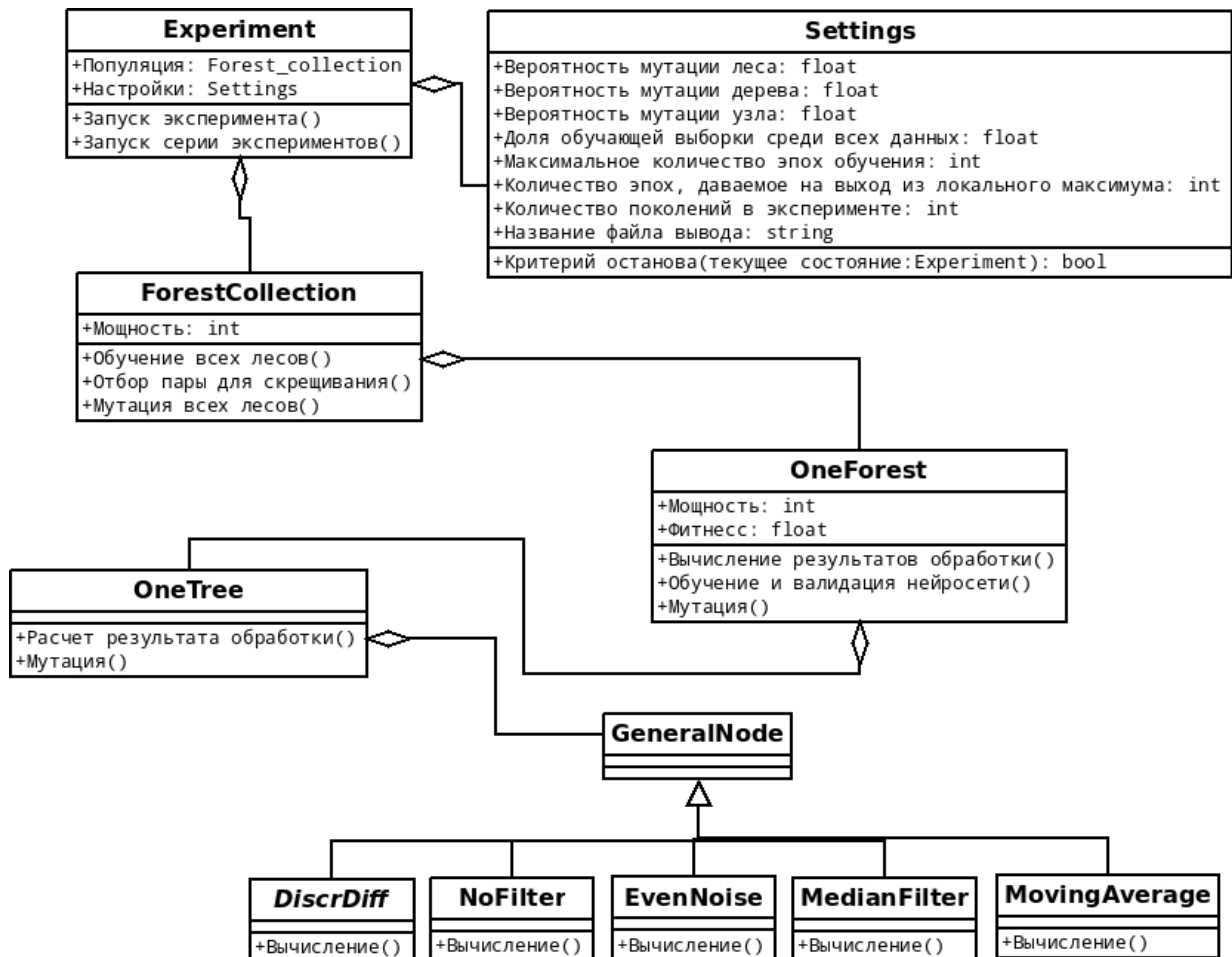 Experiment
+Популяция: Forest_collection
+Настройки: Settings
+Запуск эксперимента()
+Запуск серии экспериментов()
Settings
+Вероятность мутации леса: float
+Вероятность мутации дерева: float
+Вероятность мутации узла: float
+Доля обучающей выборки среди всех данных: float
+Максимальное количество эпох обучения: int
+Количество эпох, даваемое на выход из локального максимума: int
+Количество поколений в эксперименте: int
+Название файла вывода: string
+Критерий останова(текущее состояние:Experiment): bool
ForestCollection
+Мощность: int
+Обучение всех лесов()
+Отбор пары для скрещивания()
+Мутация всех лесов()
OneForest
+Мощность: int
+Фитнесс: float
+Вычисление результатов обработки()
+Обучение и валидация нейросети()
+Мутация()
OneTree
+Расчет результата обработки()
+Мутация()
GeneralNode
DiscrDiff
+Вычисление()
NoFilter
+Вычисление()
EvenNoise
+Вычисление()
MedianFilter
+Вычисление()
MovingAverage
+Вычисление()